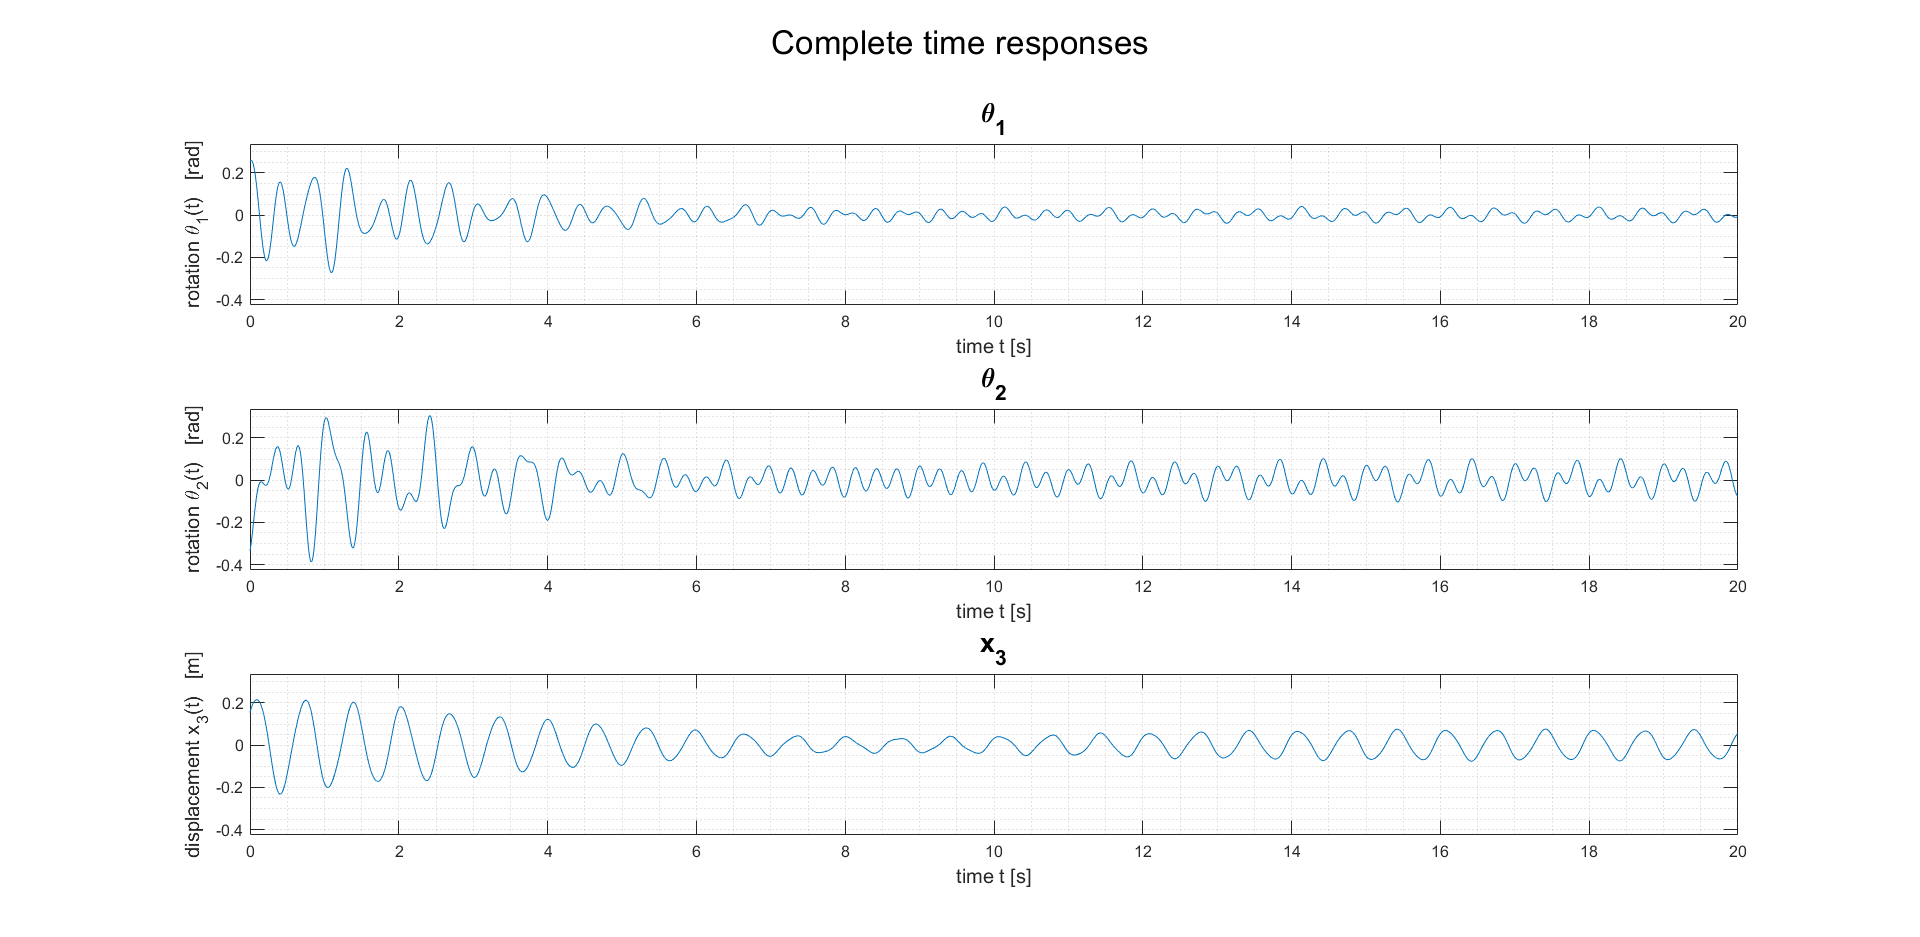 Complete time responses
θ1
rotation θ1(t) [rad]
0.2
0
-0.2
-0.4
0 2 4 6 8 10 12 14 16 18 20
time t [s]
θ2
rotation θ2(t) [rad]
0.2
0
-0.2
-0.4
0 2 4 6 8 10 12 14 16 18 20
time t [s]
x3
displacement x3(t) [m]
0.2
0
-0.2
-0.4
0 2 4 6 8 10 12 14 16 18 20
time t [s]